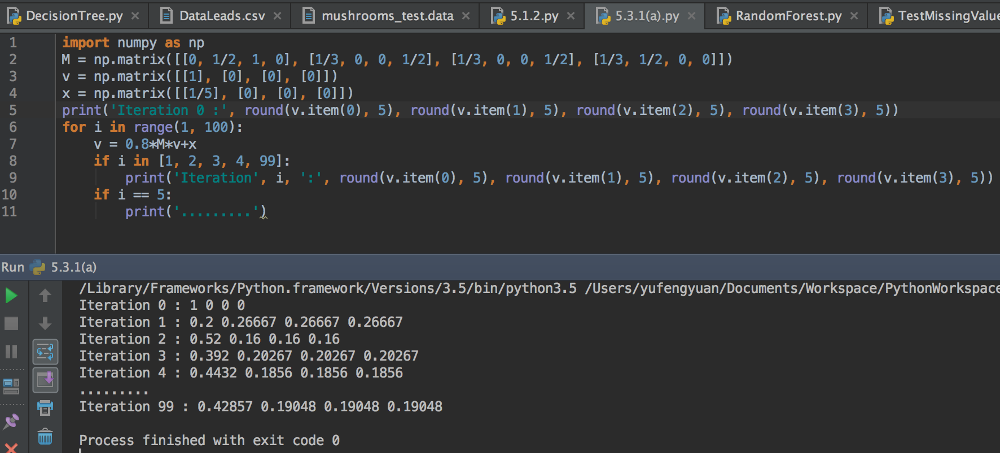 DecisionTree.py DataLeads.csv mushrooms_test.data 5.1.2.py 5.3.1(a).py RandomForest.py TestMissingValue
1 import numpy as np
2 M = np.matrix([[0, 1/2, 1, 0], [1/3, 0, 0, 1/2], [1/3, 0, 0, 1/2], [1/3, 1/2, 0, 0]])
3 v = np.matrix([[1], [0], [0], [0]])
4 x = np.matrix([[1/5], [0], [0], [0]])
5 print('Iteration 0 :', round(v.item(0), 5), round(v.item(1), 5), round(v.item(2), 5), round(v.item(3), 5))
6 for i in range(1, 100):
7     v = 0.8*M*v+x
8     if i in [1, 2, 3, 4, 99]:
9         print('Iteration', i, ':', round(v.item(0), 5), round(v.item(1), 5), round(v.item(2), 5), round(v.item(3), 5))
10     if i == 5:
11         print('.........')
Run 5.3.1(a)
/Library/Frameworks/Python.framework/Versions/3.5/bin/python3.5 /Users/yufengyuan/Documents/Workspace/PythonWorkspace
Iteration 0 : 1 0 0 0
Iteration 1 : 0.2 0.26667 0.26667 0.26667
Iteration 2 : 0.52 0.16 0.16 0.16
Iteration 3 : 0.392 0.20267 0.20267 0.20267
Iteration 4 : 0.4432 0.1856 0.1856 0.1856
.........
Iteration 99 : 0.42857 0.19048 0.19048 0.19048
Process finished with exit code 0